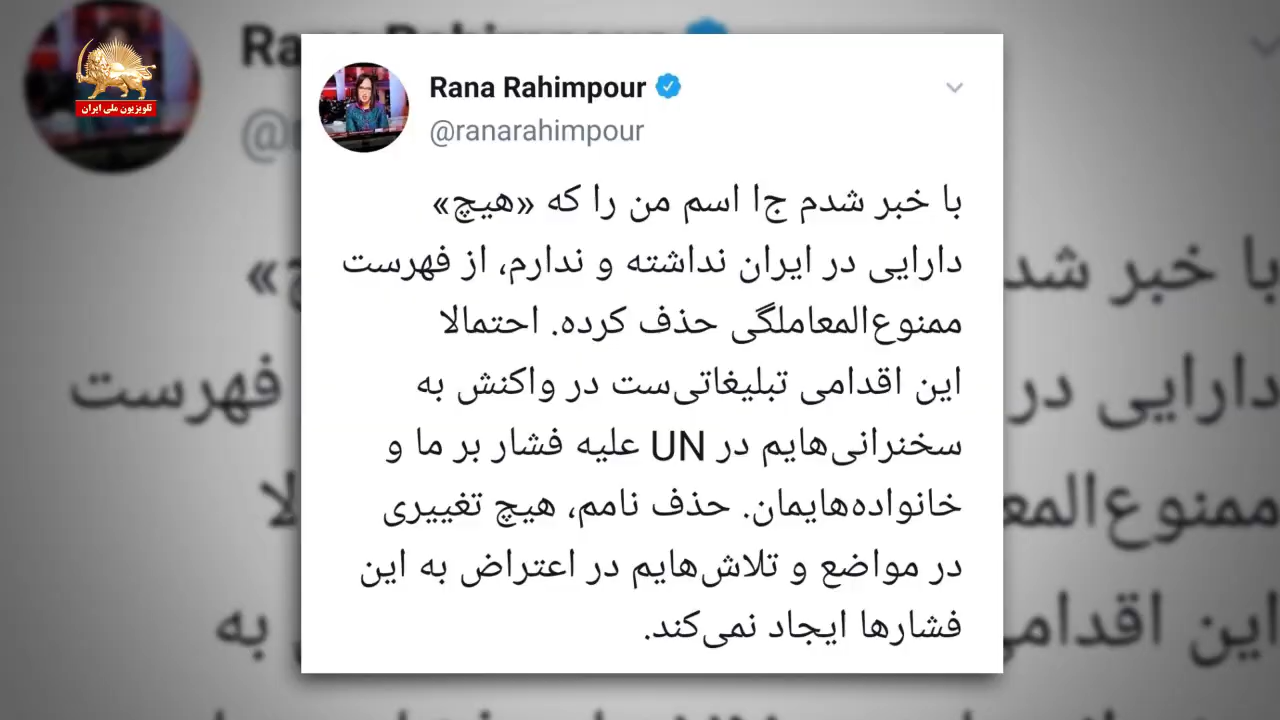 تلویزیون ملی ایران
Rana Rahimpour
@ranarahimpour
با خبر شدم ج‌ا اسم من را که «هیچ»
دارایی در ایران نداشته و ندارم، از فهرست
ممنوع‌المعاملگی حذف کرده. احتمالا
این اقدامی تبلیغاتی‌ست در واکنش به
سخنرانی‌هایم در UN علیه فشار بر ما و
خانواده‌هایمان. حذف نامم، هیچ تغییری
در مواضع و تلاش‌هایم در اعتراض به این
فشارها ایجاد نمی‌کند.